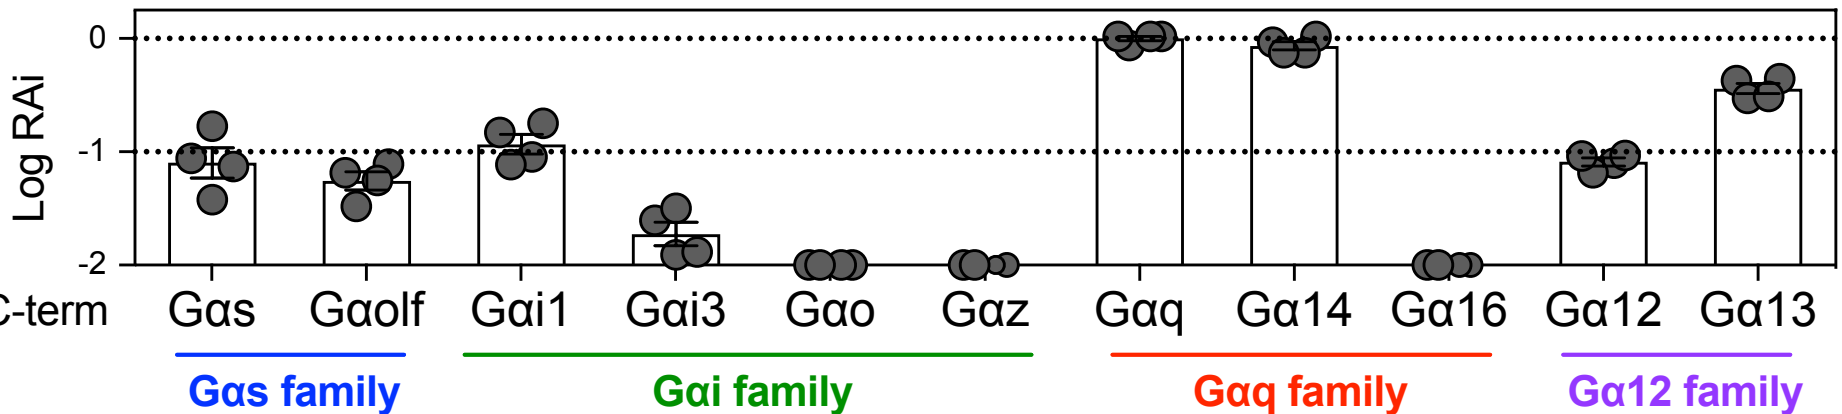 Log RAi
0
-1
-2
C-term Gαs Gαolf Gαi1 Gαi3 Gαo Gαz Gαq Gα14 Gα16 Gα12 Gα13
Gαs family Gαi family Gαq family Gα12 family